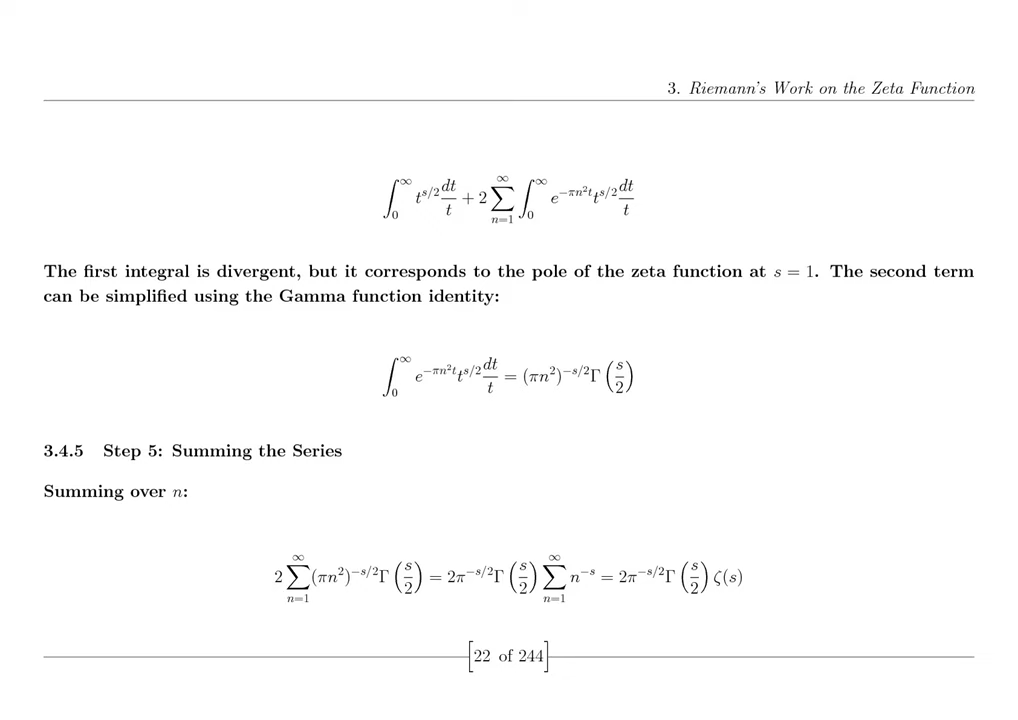 3. Riemann's Work on the Zeta Function
∫₀^∞ t^{s/2} dt/t + 2 ∑_{n=1}^∞ ∫₀^∞ e^{−πn²t} t^{s/2} dt/t
The first integral is divergent, but it corresponds to the pole of the zeta function at s = 1. The second term
can be simplified using the Gamma function identity:
∫₀^∞ e^{−πn²t} t^{s/2} dt/t = (πn²)^{−s/2} Γ(s/2)
3.4.5 Step 5: Summing the Series
Summing over n:
2 ∑_{n=1}^∞ (πn²)^{−s/2} Γ(s/2) = 2π^{−s/2} Γ(s/2) ∑_{n=1}^∞ n^{−s} = 2π^{−s/2} Γ(s/2) ζ(s)
[22 of 244]